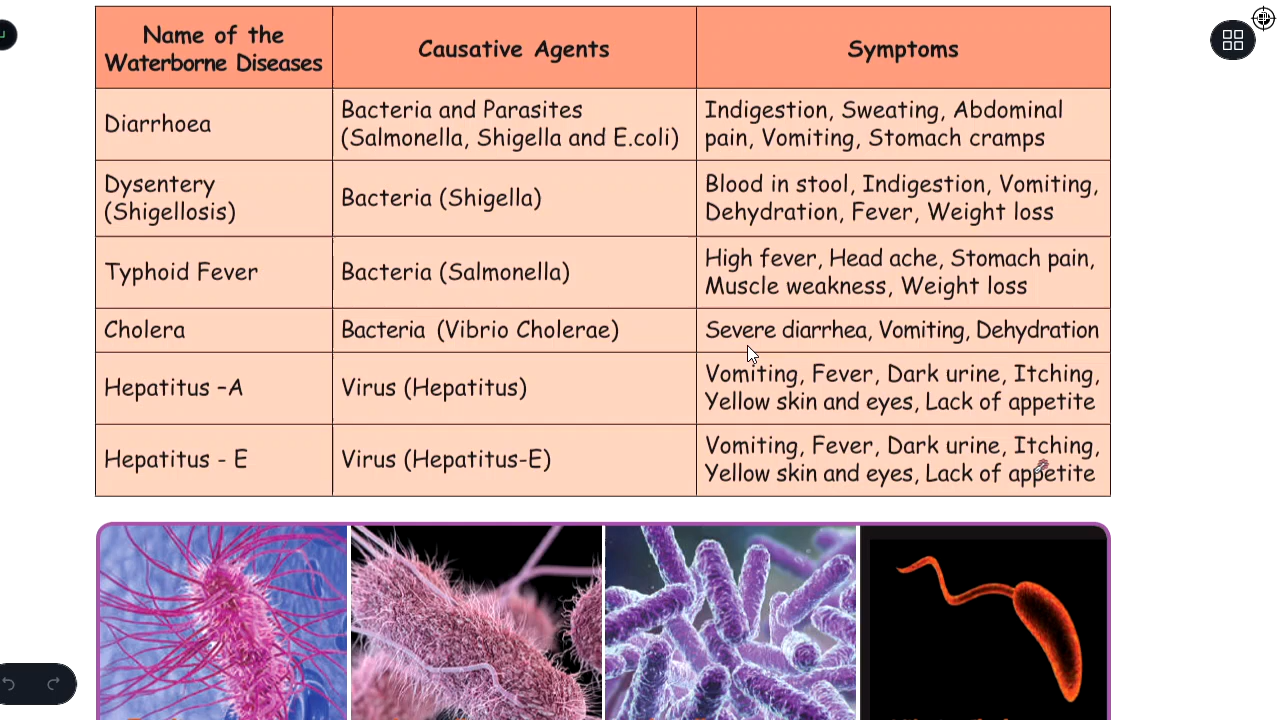 Name of the
Waterborne Diseases
Causative Agents
Symptoms
Diarrhoea
Bacteria and Parasites
(Salmonella, Shigella and E.coli)
Indigestion, Sweating, Abdominal
pain, Vomiting, Stomach cramps
Dysentery
(Shigellosis)
Bacteria (Shigella)
Blood in stool, Indigestion, Vomiting,
Dehydration, Fever, Weight loss
Typhoid Fever
Bacteria (Salmonella)
High fever, Head ache, Stomach pain,
Muscle weakness, Weight loss
Cholera
Bacteria (Vibrio Cholerae)
Severe diarrhea, Vomiting, Dehydration
Hepatitus –A
Virus (Hepatitus)
Vomiting, Fever, Dark urine, Itching,
Yellow skin and eyes, Lack of appetite
Hepatitus - E
Virus (Hepatitus-E)
Vomiting, Fever, Dark urine, Itching,
Yellow skin and eyes, Lack of appetite